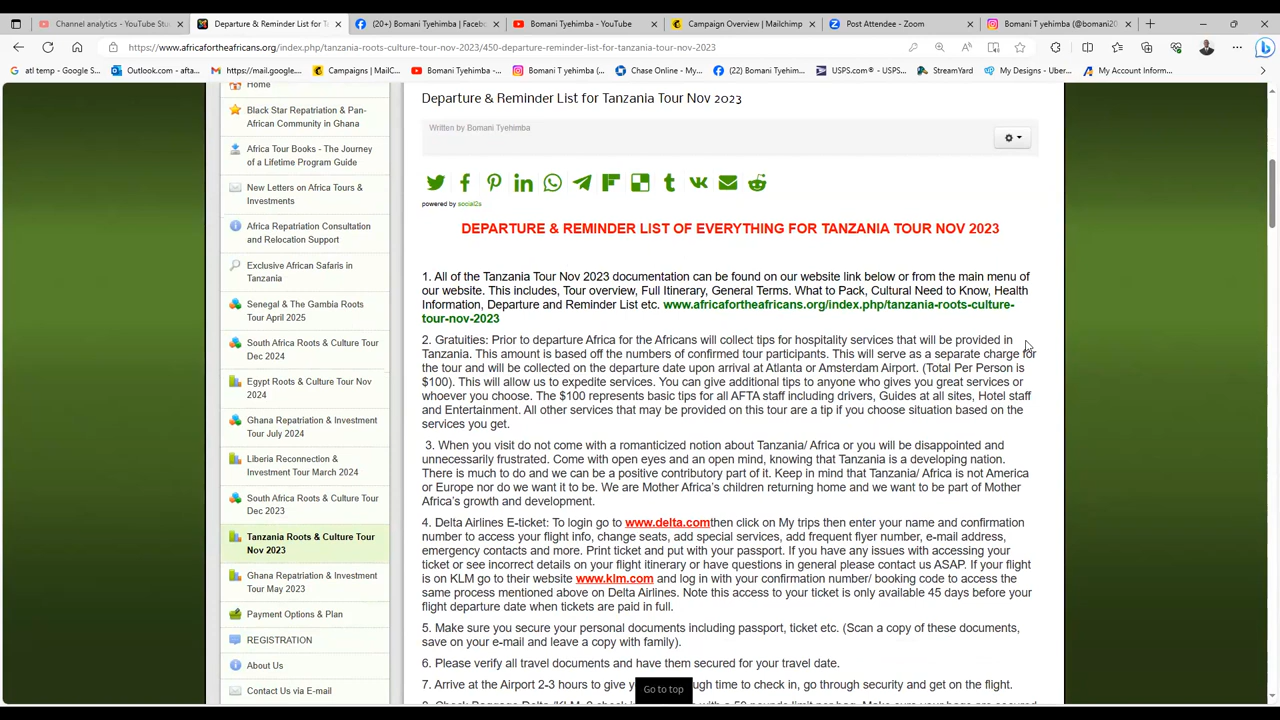 Channel analytics - YouTube Stu
Departure & Reminder List for T
(20+) Bomani Tyehimba | Faceb
Bomani Tyehimba - YouTube
Campaign Overview | Mailchimp
Post Attendee - Zoom
Bomani T yehimba (@bomani20
https://www.africafortheafricans.org/index.php/tanzania-roots-culture-tour-nov-2023/450-departure-reminder-list-for-tanzania-tour-nov-2023
atl temp - Google S...
Outlook.com - afta...
https://mail.google...
Campaigns | MailC...
Bomani Tyehimba -...
Bomani T yehimba (...
Chase Online - My...
(22) Bomani Tyehim...
USPS.com® - USPS...
StreamYard
My Designs - Uber...
My Account Inform...
Home
Black Star Repatriation & Pan-
African Community in Ghana
Africa Tour Books - The Journey
of a Lifetime Program Guide
New Letters on Africa Tours &
Investments
Africa Repatriation Consultation
and Relocation Support
Exclusive African Safaris in
Tanzania
Senegal & The Gambia Roots
Tour April 2025
South Africa Roots & Culture Tour
Dec 2024
Egypt Roots & Culture Tour Nov
2024
Ghana Repatriation & Investment
Tour July 2024
Liberia Reconnection &
Investment Tour March 2024
South Africa Roots & Culture Tour
Dec 2023
Tanzania Roots & Culture Tour
Nov 2023
Ghana Repatriation & Investment
Tour May 2023
Payment Options & Plan
REGISTRATION
About Us
Contact Us via E-mail
Departure & Reminder List for Tanzania Tour Nov 2023
Written by Bomani Tyehimba
powered by social2s
DEPARTURE & REMINDER LIST OF EVERYTHING FOR TANZANIA TOUR NOV 2023
1. All of the Tanzania Tour Nov 2023 documentation can be found on our website link below or from the main menu of
our website. This includes, Tour overview, Full Itinerary, General Terms. What to Pack, Cultural Need to Know, Health
Information, Departure and Reminder List etc. www.africafortheafricans.org/index.php/tanzania-roots-culture-
tour-nov-2023
2. Gratuities: Prior to departure Africa for the Africans will collect tips for hospitality services that will be provided in
Tanzania. This amount is based off the numbers of confirmed tour participants. This will serve as a separate charge for
the tour and will be collected on the departure date upon arrival at Atlanta or Amsterdam Airport. (Total Per Person is
$100). This will allow us to expedite services. You can give additional tips to anyone who gives you great services or
whoever you choose. The $100 represents basic tips for all AFTA staff including drivers, Guides at all sites, Hotel staff
and Entertainment. All other services that may be provided on this tour are a tip if you choose situation based on the
services you get.
3. When you visit do not come with a romanticized notion about Tanzania/ Africa or you will be disappointed and
unnecessarily frustrated. Come with open eyes and an open mind, knowing that Tanzania is a developing nation.
There is much to do and we can be a positive contributory part of it. Keep in mind that Tanzania/ Africa is not America
or Europe nor do we want it to be. We are Mother Africa's children returning home and we want to be part of Mother
Africa's growth and development.
4. Delta Airlines E-ticket: To login go to www.delta.comthen click on My trips then enter your name and confirmation
number to access your flight info, change seats, add special services, add frequent flyer number, e-mail address,
emergency contacts and more. Print ticket and put with your passport. If you have any issues with accessing your
ticket or see incorrect details on your flight itinerary or have questions in general please contact us ASAP. If your flight
is on KLM go to their website www.klm.com and log in with your confirmation number/ booking code to access the
same process mentioned above on Delta Airlines. Note this access to your ticket is only available 45 days before your
flight departure date when tickets are paid in full.
5. Make sure you secure your personal documents including passport, ticket etc. (Scan a copy of these documents,
save on your e-mail and leave a copy with family).
6. Please verify all travel documents and have them secured for your travel date.
7. Arrive at the Airport 2-3 hours to give time to check in, go through security and get on the flight.
Go to top